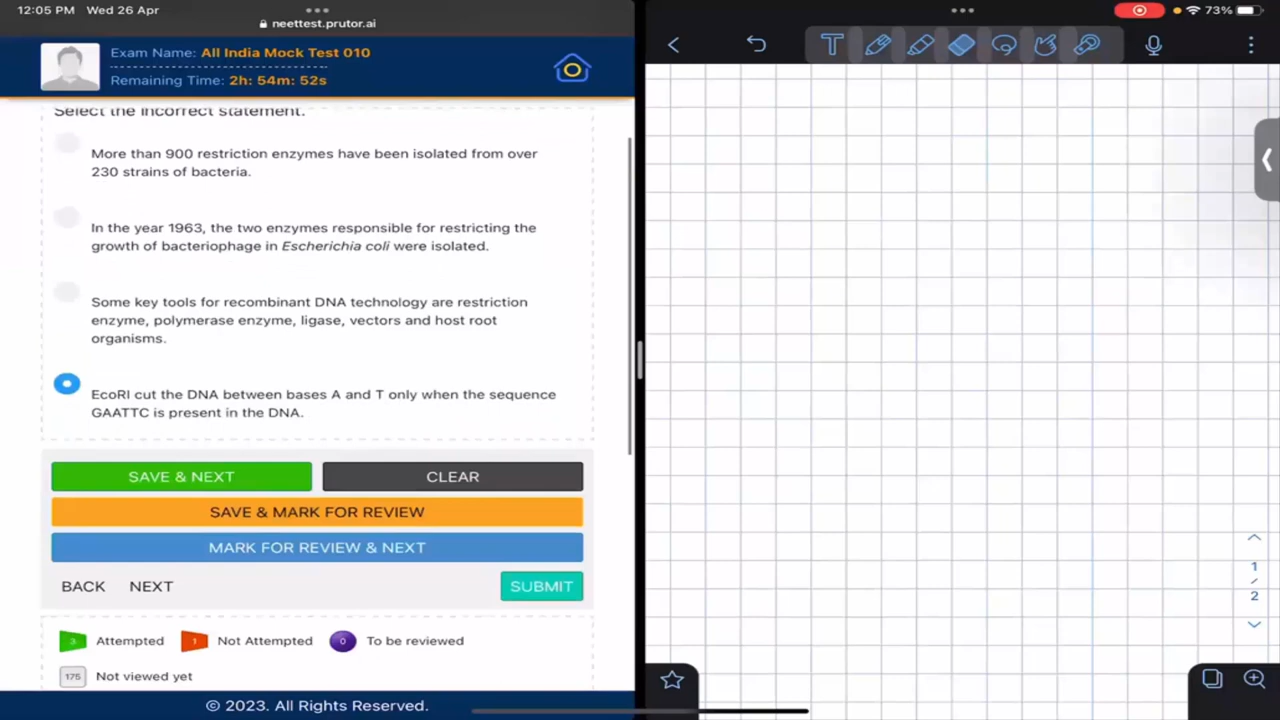 12:05 PM Wed 26 Apr
73%
neettest.prutor.ai
Exam Name: All India Mock Test 010
Remaining Time: 2h: 54m: 52s
Select the incorrect statement.
More than 900 restriction enzymes have been isolated from over
230 strains of bacteria.
In the year 1963, the two enzymes responsible for restricting the
growth of bacteriophage in Escherichia coli were isolated.
Some key tools for recombinant DNA technology are restriction
enzyme, polymerase enzyme, ligase, vectors and host root
organisms.
EcoRI cut the DNA between bases A and T only when the sequence
GAATTC is present in the DNA.
SAVE & NEXT
CLEAR
SAVE & MARK FOR REVIEW
MARK FOR REVIEW & NEXT
BACK
NEXT
SUBMIT
3 Attempted
1 Not Attempted
0 To be reviewed
175 Not viewed yet
© 2023. All Rights Reserved.
T
1
/
2